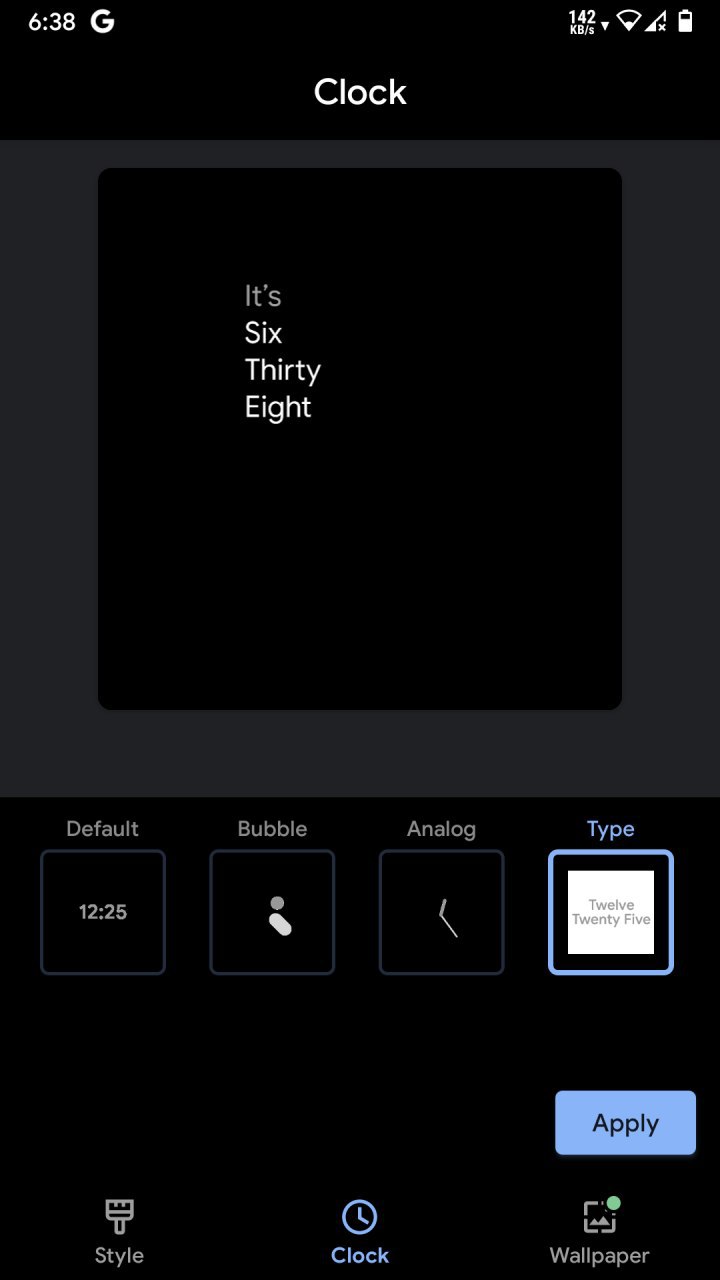 6:38 G 142
KB/s
Clock
It's
Six
Thirty
Eight
Default Bubble Analog Type
12:25
Twelve
Twenty Five
Apply
Style Clock Wallpaper